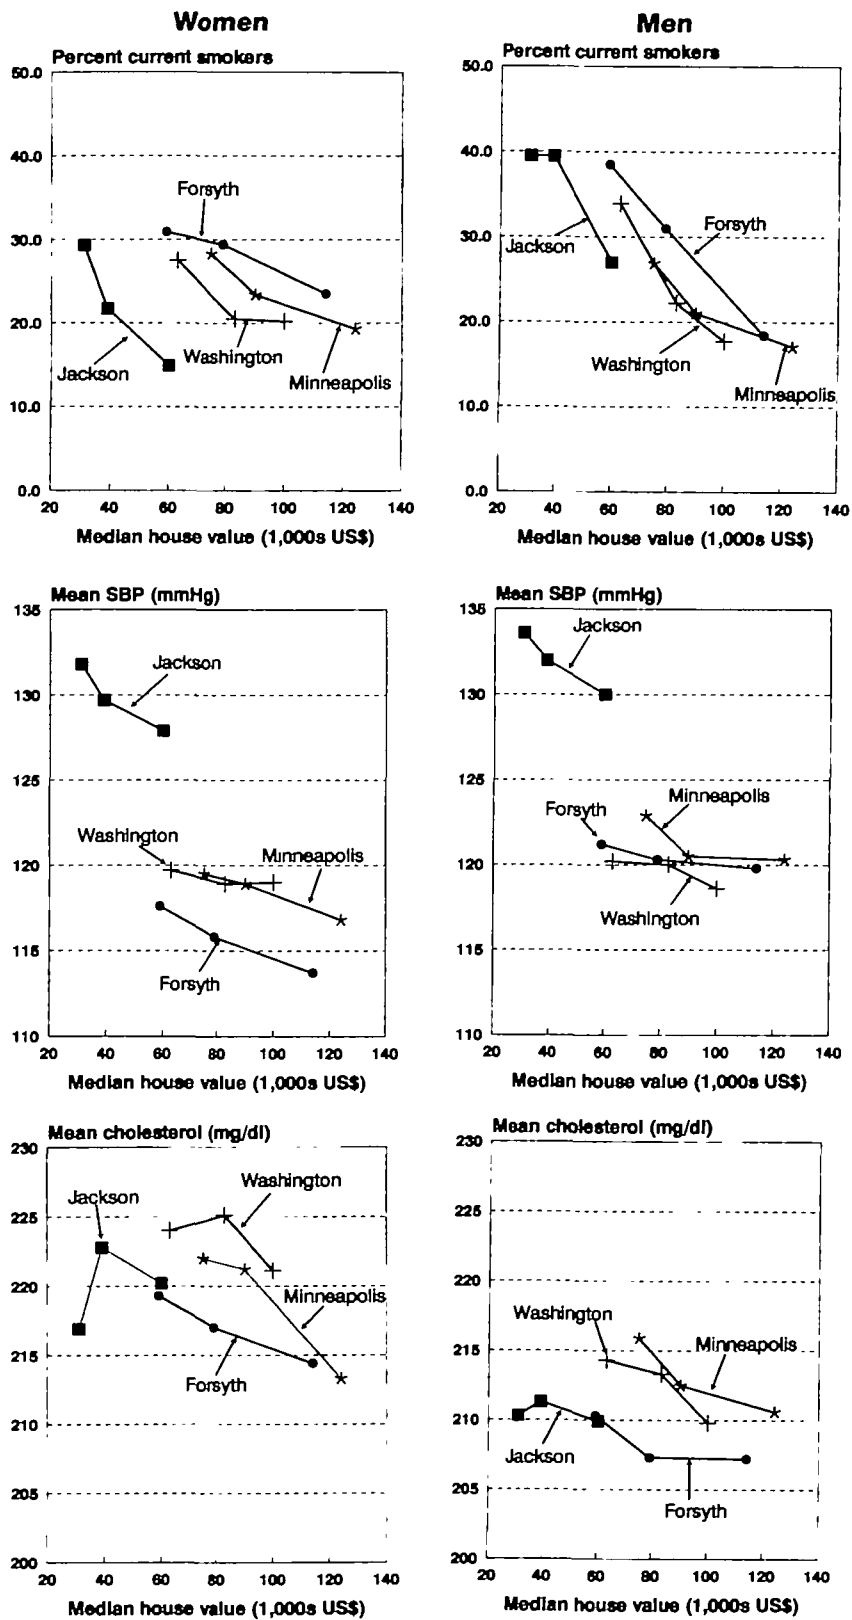 Women
Men
Percent current smokers
50.0
40.0
30.0
20.0
10.0
0.0
Forsyth
Jackson
Washington
Minneapolis
20 40 60 80 100 120 140
Median house value (1,000s US$)
Percent current smokers
50.0
40.0
30.0
20.0
10.0
0.0
Jackson
Forsyth
Washington
Minneapolis
20 40 60 80 100 120 140
Median house value (1,000s US$)
Mean SBP (mmHg)
135
130
125
120
115
110
Jackson
Washington
Minneapolis
Forsyth
20 40 60 80 100 120 140
Median house value (1,000s US$)
Mean SBP (mmHg)
135
130
125
120
115
110
Jackson
Minneapolis
Forsyth
Washington
20 40 60 80 100 120 140
Median house value (1,000s US$)
Mean cholesterol (mg/dl)
230
225
220
215
210
205
200
Washington
Jackson
Minneapolis
Forsyth
20 40 60 80 100 120 140
Median house value (1,000s US$)
Mean cholesterol (mg/dl)
230
225
220
215
210
205
200
Washington
Minneapolis
Jackson
Forsyth
20 40 60 80 100 120 140
Median house value (1,000s US$)